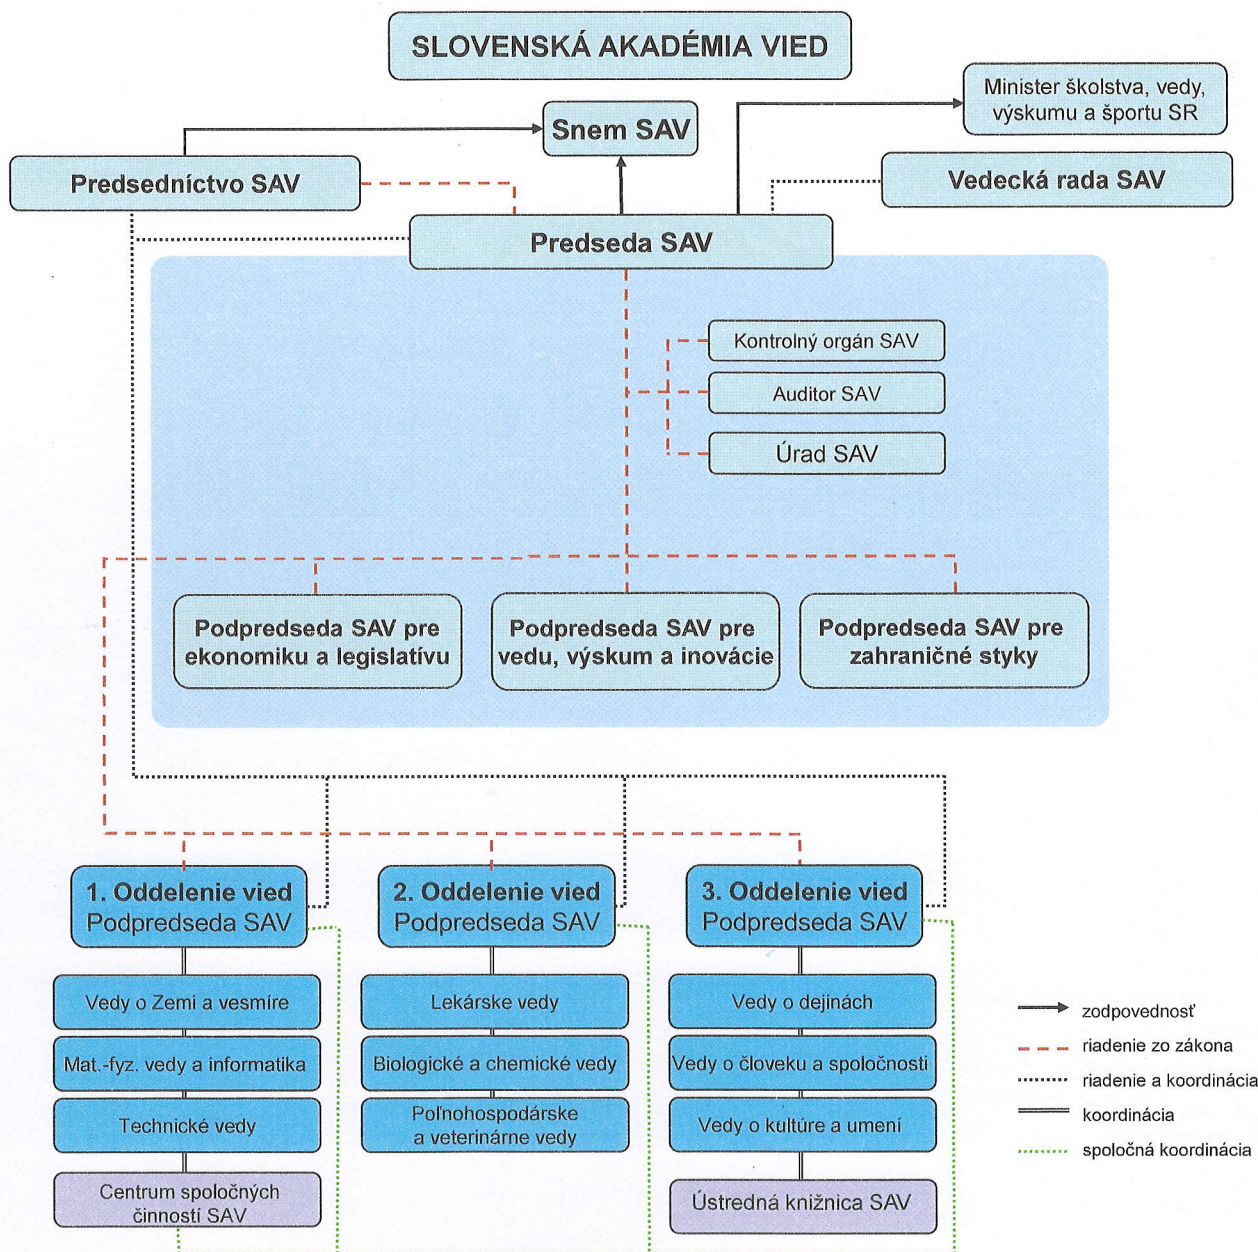 SLOVENSKÁ AKADÉMIA VIED
Minister školstva, vedy,
výskumu a športu SR
Snem SAV
Predsedníctvo SAV
Vedecká rada SAV
Predseda SAV
Kontrolný orgán SAV
Auditor SAV
Úrad SAV
Podpredseda SAV pre
ekonomiku a legislatívu
Podpredseda SAV pre
vedu, výskum a inovácie
Podpredseda SAV pre
zahraničné styky
1. Oddelenie vied
Podpredseda SAV
2. Oddelenie vied
Podpredseda SAV
3. Oddelenie vied
Podpredseda SAV
Vedy o Zemi a vesmíre
Mat.-fyz. vedy a informatika
Technické vedy
Centrum spoločných
činností SAV
Lekárske vedy
Biologické a chemické vedy
Poľnohospodárske
a veterinárne vedy
Vedy o dejinách
Vedy o človeku a spoločnosti
Vedy o kultúre a umení
Ústredná knižnica SAV
zodpovednosť
riadenie zo zákona
riadenie a koordinácia
koordinácia
spoločná koordinácia